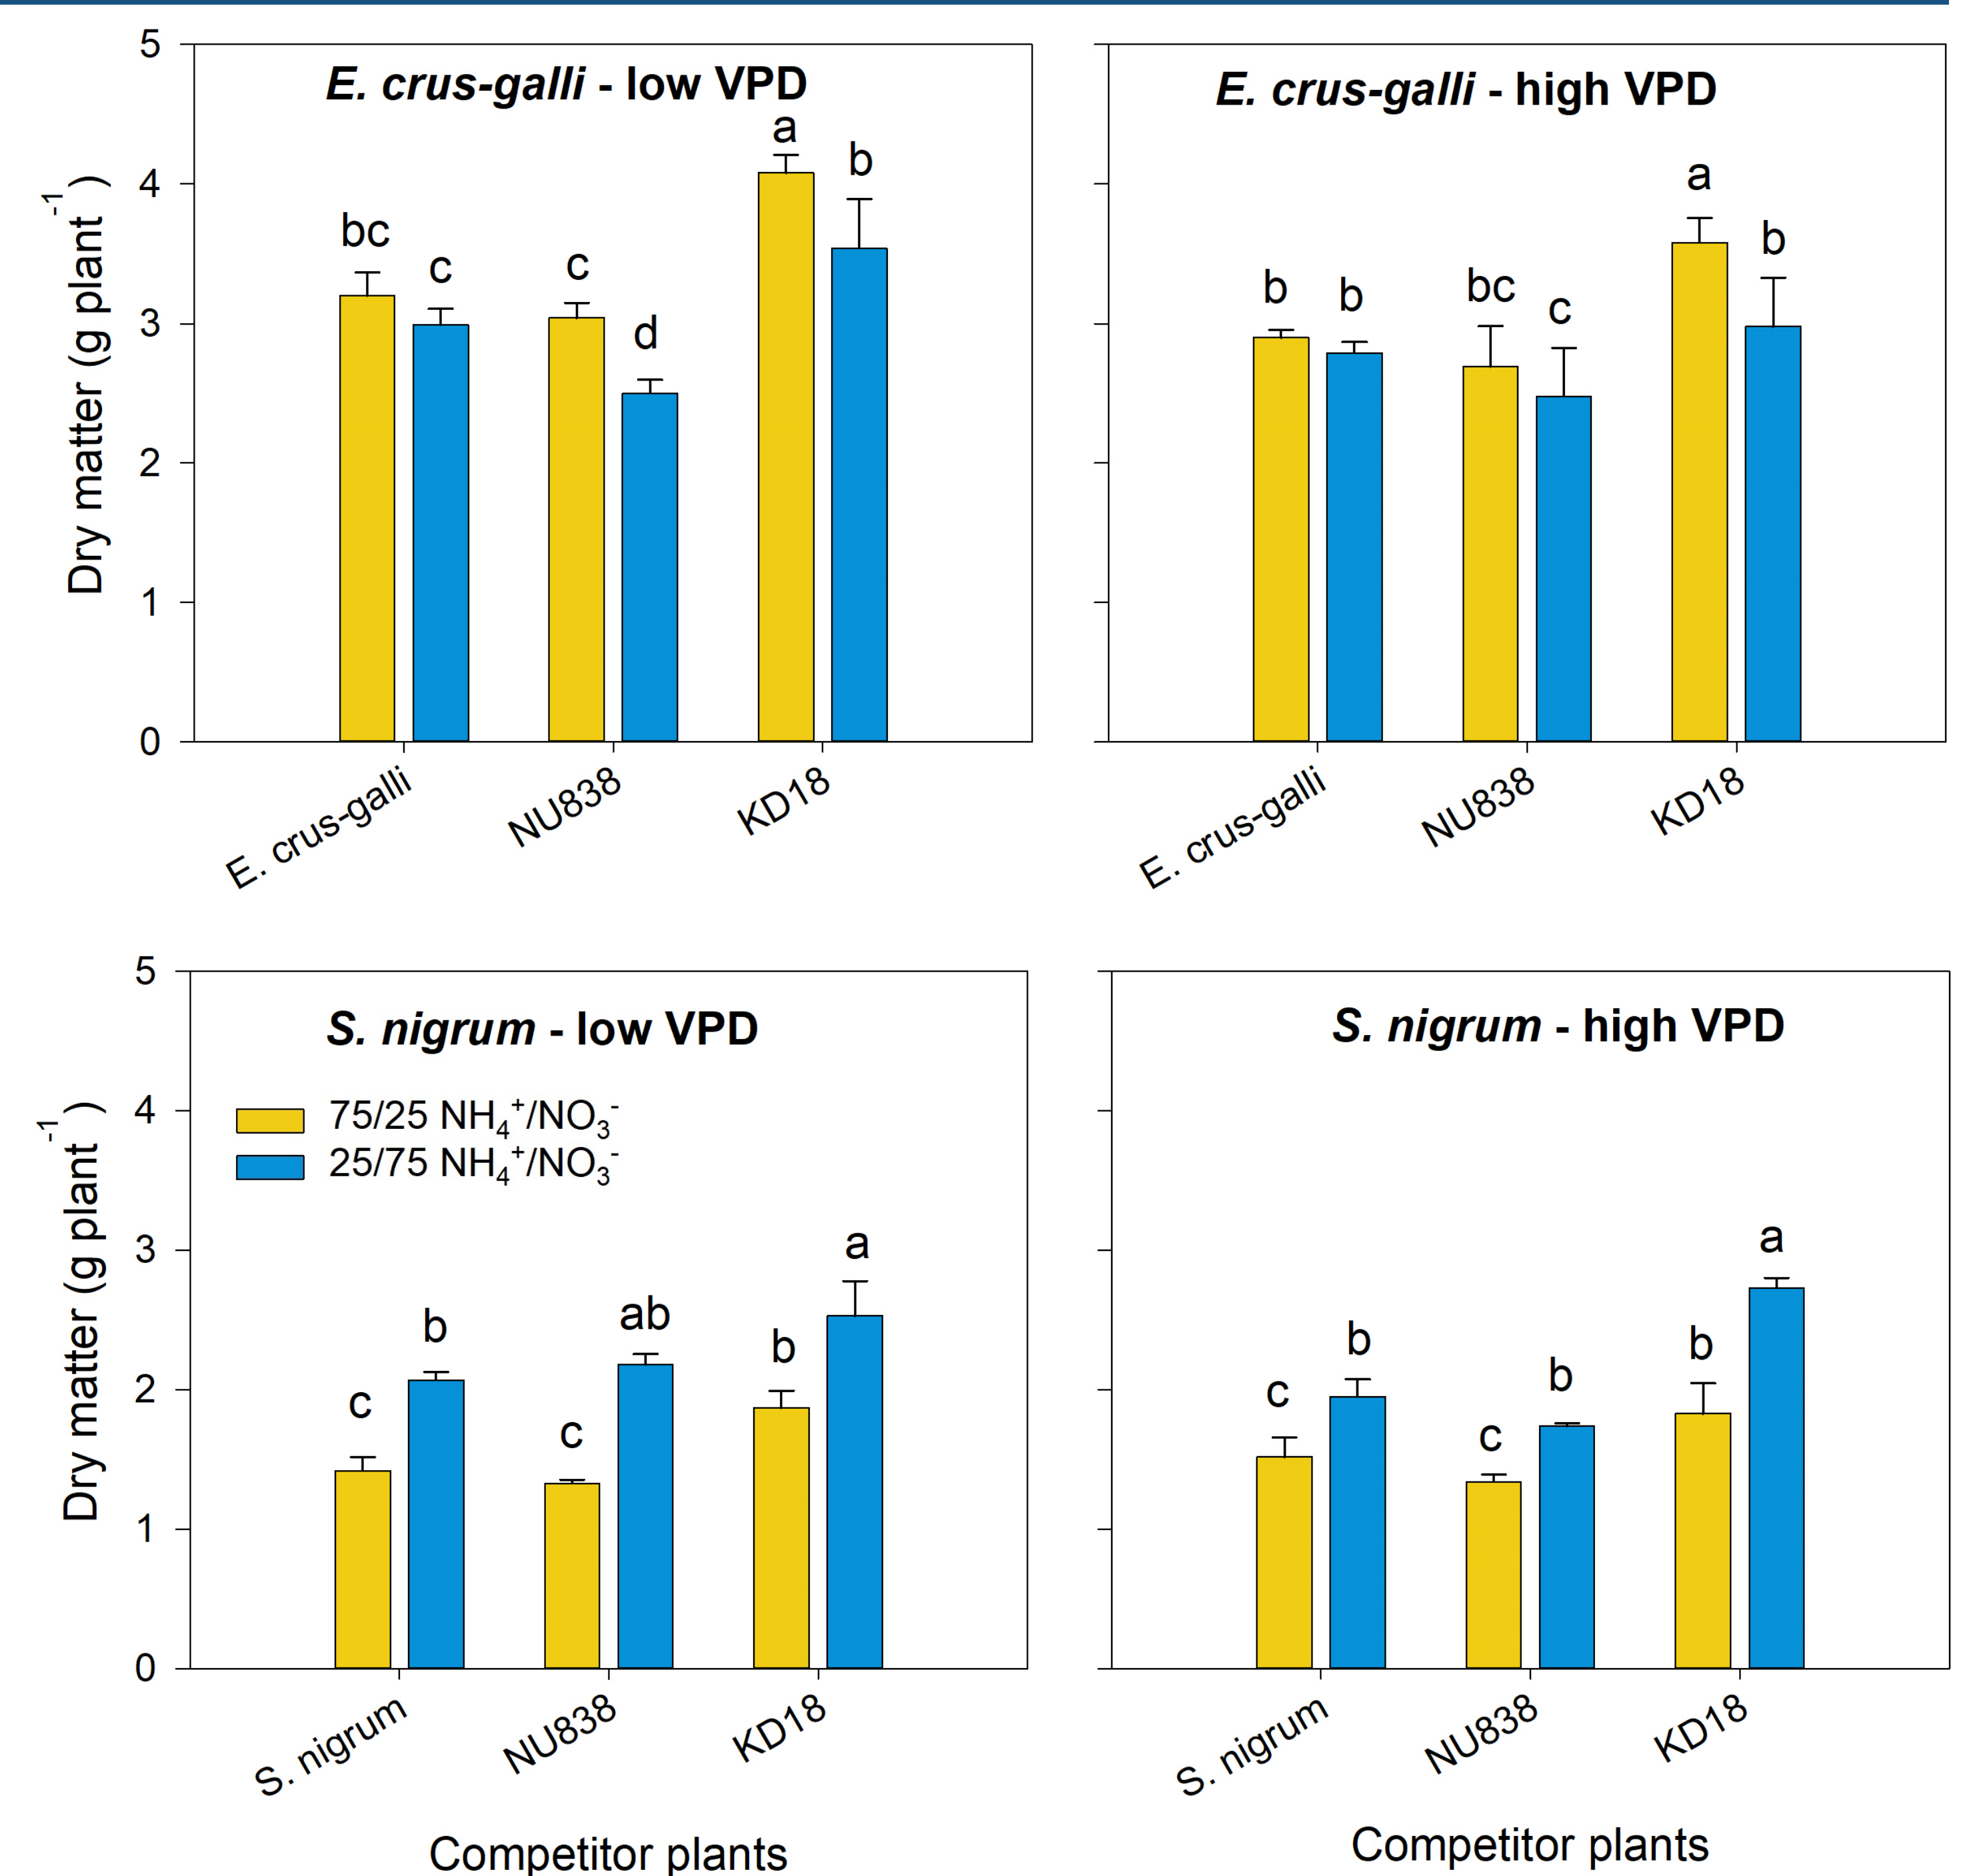 E. crus-galli - low VPD
5
4
3
2
1
0
Dry matter (g plant⁻¹)
bc
c
c
d
a
b
E. crus-galli
NU838
KD18
E. crus-galli - high VPD
b
b
bc
c
a
b
E. crus-galli
NU838
KD18
S. nigrum - low VPD
75/25 NH₄⁺/NO₃⁻
25/75 NH₄⁺/NO₃⁻
5
4
3
2
1
0
Dry matter (g plant⁻¹)
c
b
c
ab
b
a
S. nigrum
NU838
KD18
Competitor plants
S. nigrum - high VPD
c
b
c
b
b
a
S. nigrum
NU838
KD18
Competitor plants